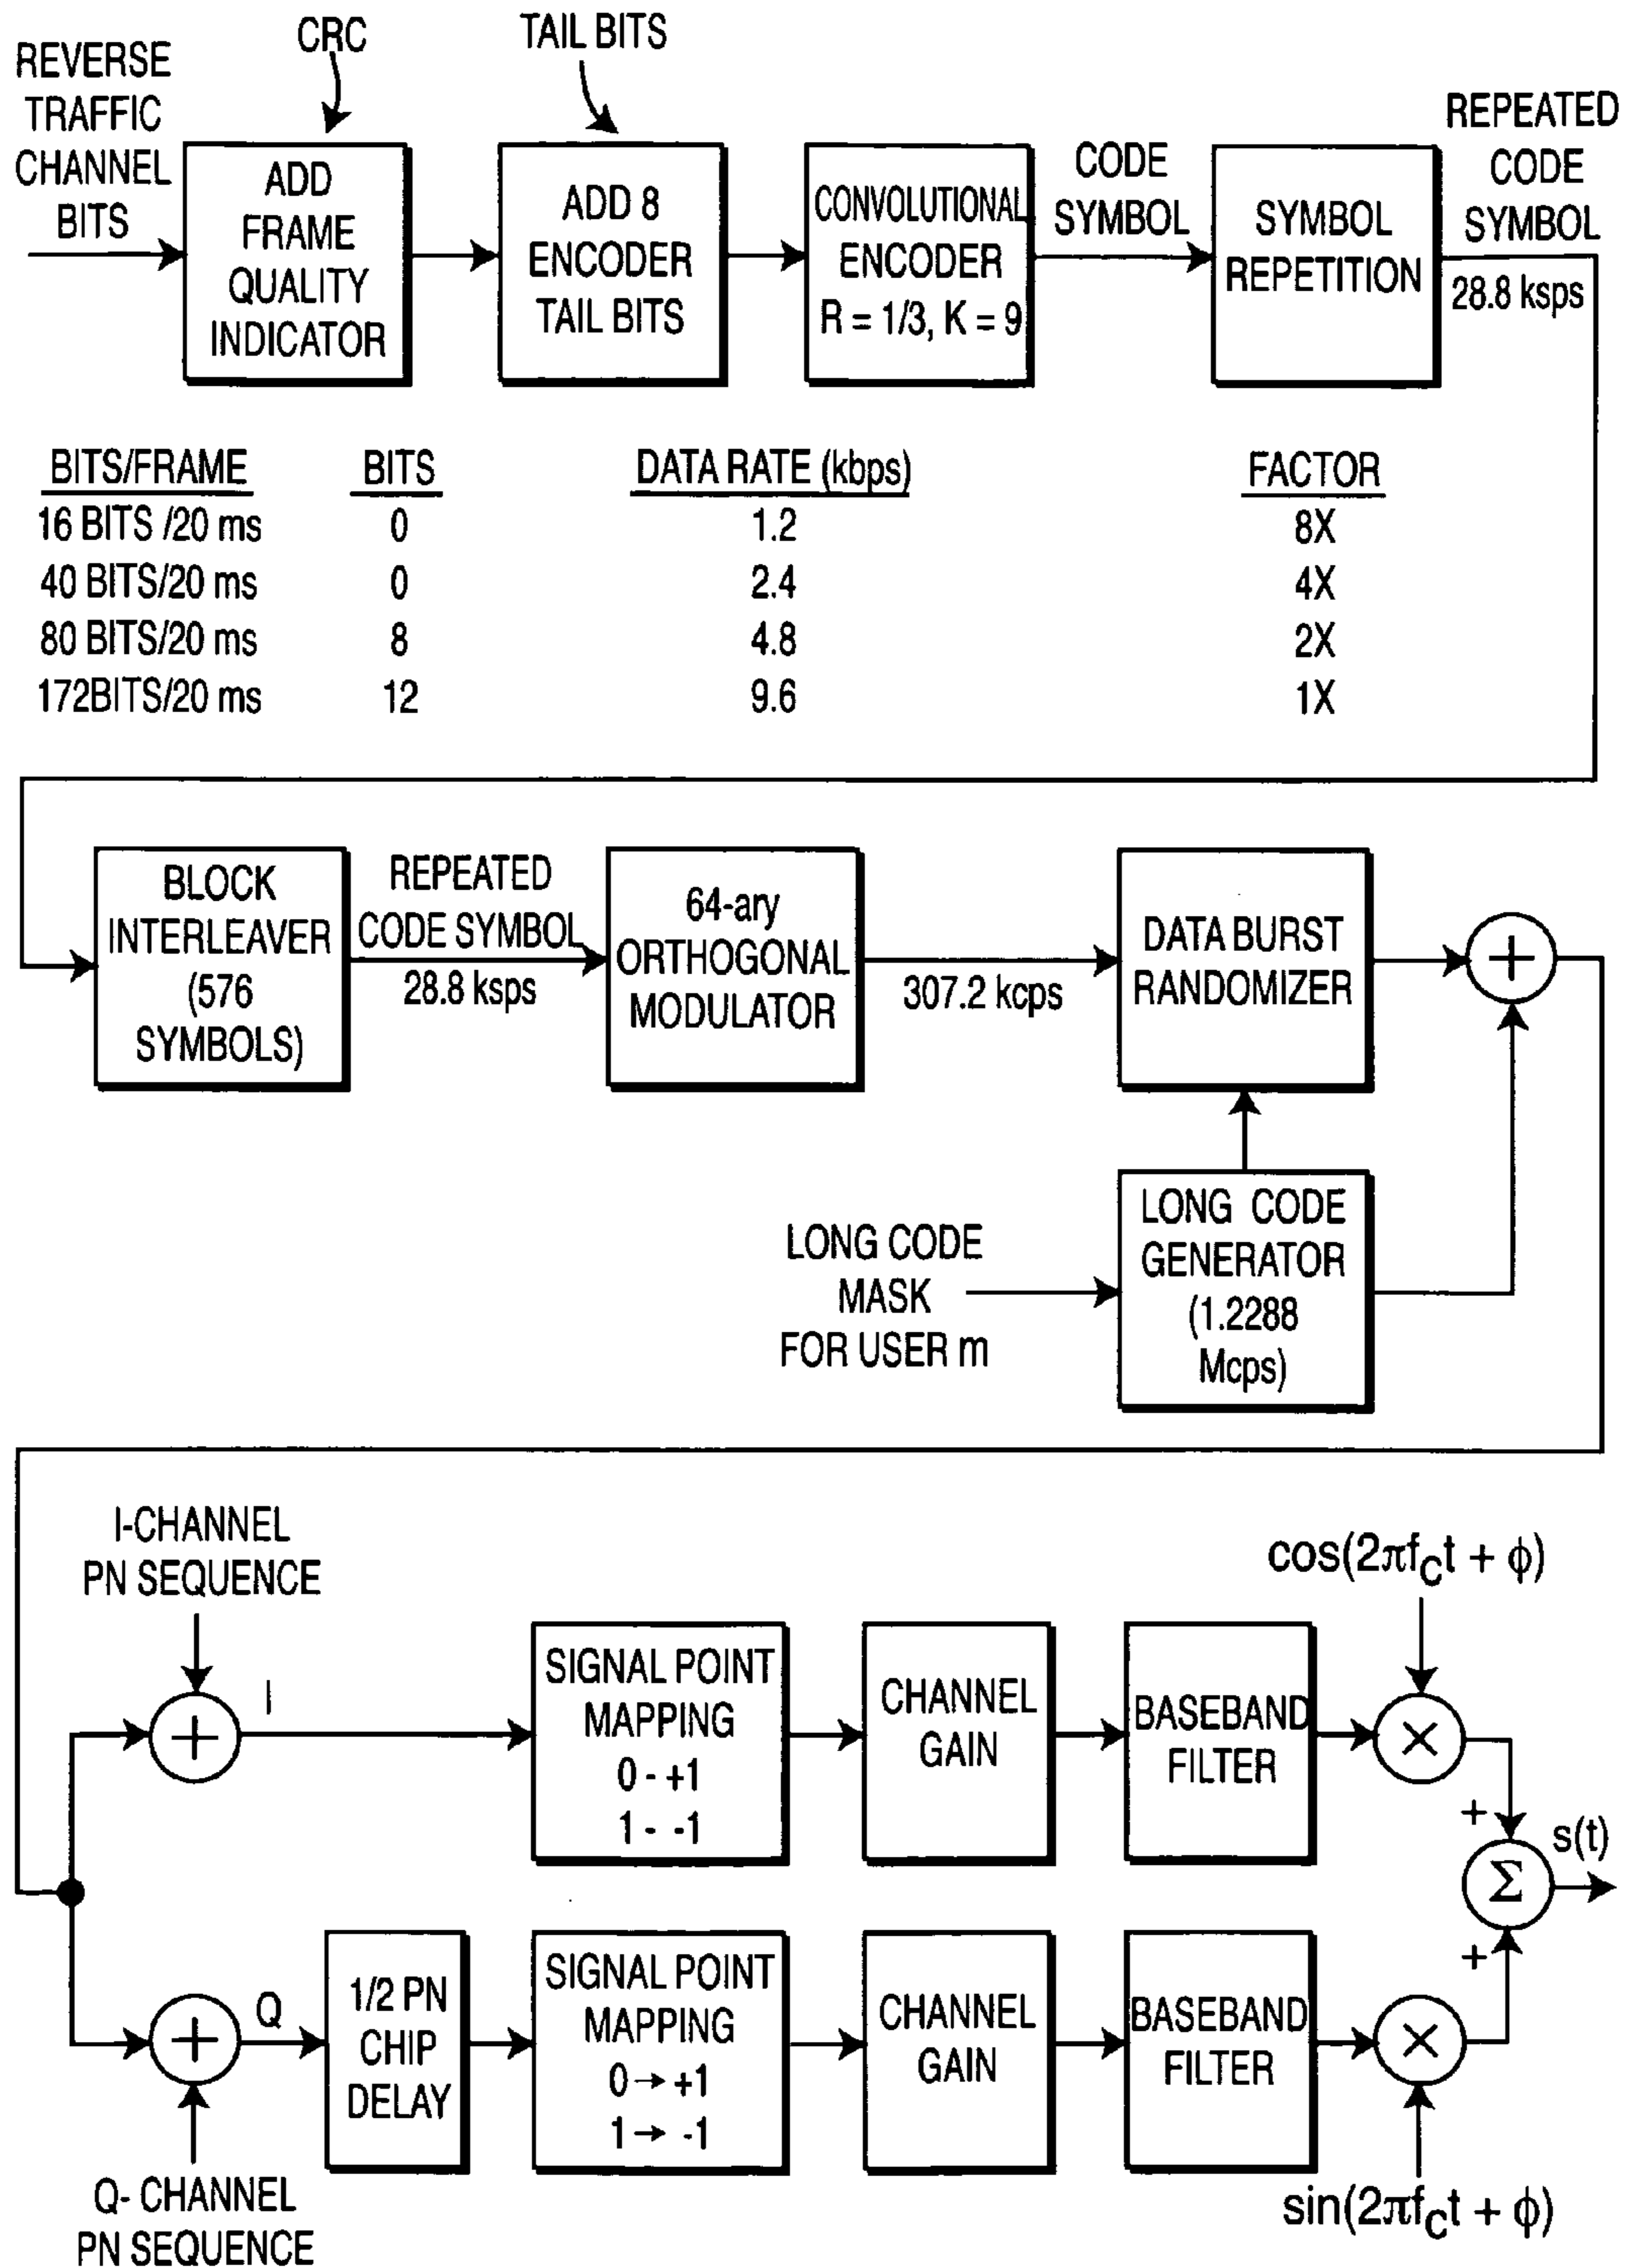 REVERSE
TRAFFIC
CHANNEL
BITS
CRC
TAIL BITS
ADD
FRAME
QUALITY
INDICATOR
ADD 8
ENCODER
TAIL BITS
CONVOLUTIONAL
ENCODER
R = 1/3, K = 9
CODE
SYMBOL
SYMBOL
REPETITION
REPEATED
CODE
SYMBOL
28.8 ksps
BITS/FRAME BITS DATA RATE (kbps) FACTOR
16 BITS /20 ms 0 1.2 8X
40 BITS/20 ms 0 2.4 4X
80 BITS/20 ms 8 4.8 2X
172BITS/20 ms 12 9.6 1X
BLOCK
INTERLEAVER
(576
SYMBOLS)
REPEATED
CODE SYMBOL
28.8 ksps
64-ary
ORTHOGONAL
MODULATOR
307.2 kcps
DATA BURST
RANDOMIZER
+
LONG CODE
MASK
FOR USER m
LONG CODE
GENERATOR
(1.2288
Mcps)
I-CHANNEL
PN SEQUENCE
+
I
SIGNAL POINT
MAPPING
0 - +1
1 - -1
CHANNEL
GAIN
BASEBAND
FILTER
cos(2πfct + ϕ)
×
+
Σ
s(t)
+
Q
1/2 PN
CHIP
DELAY
SIGNAL POINT
MAPPING
0 → +1
1 → -1
CHANNEL
GAIN
BASEBAND
FILTER
×
+
Q- CHANNEL
PN SEQUENCE
sin(2πfct + ϕ)